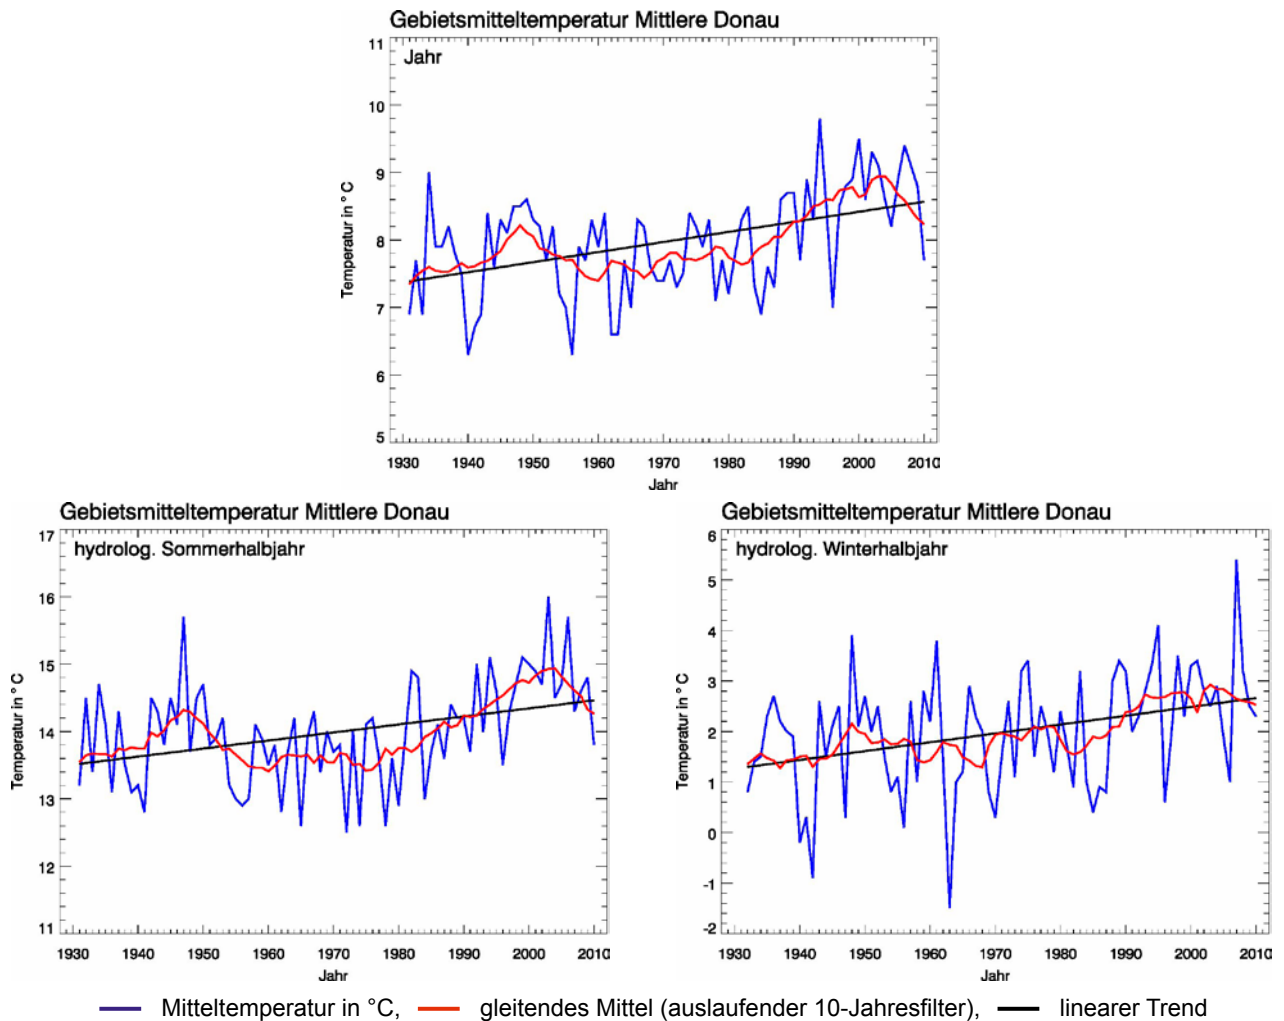 Gebietsmitteltemperatur Mittlere Donau
Jahr
Temperatur in ° C
11
10
9
8
7
6
5
1930 1940 1950 1960 1970 1980 1990 2000 2010
Jahr
Gebietsmitteltemperatur Mittlere Donau
hydrolog. Sommerhalbjahr
Temperatur in ° C
17
16
15
14
13
12
11
1930 1940 1950 1960 1970 1980 1990 2000 2010
Jahr
Gebietsmitteltemperatur Mittlere Donau
hydrolog. Winterhalbjahr
Temperatur in ° C
6
5
4
3
2
1
0
-1
-2
1930 1940 1950 1960 1970 1980 1990 2000 2010
Jahr
Mitteltemperatur in °C, gleitendes Mittel (auslaufender 10-Jahresfilter), linearer Trend